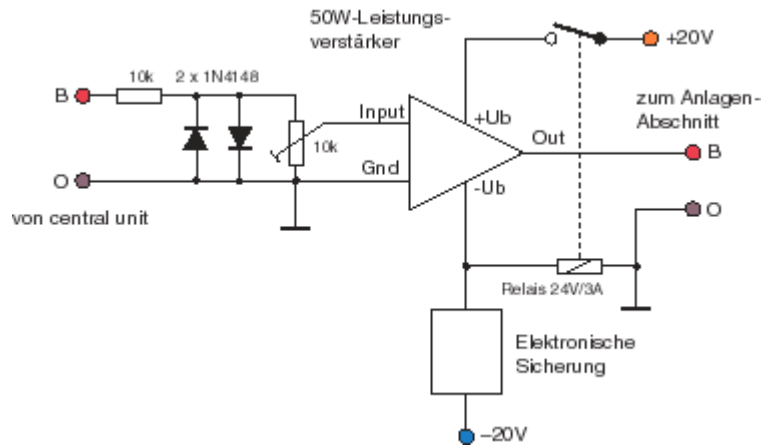 50W-Leistungs-
verstärker
+20V
10k
2 x 1N4148
B
Input
+Ub
zum Anlagen-
Abschnitt
10k
Out
B
O
Gnd
-Ub
O
von central unit
Relais 24V/3A
Elektronische
Sicherung
–20V